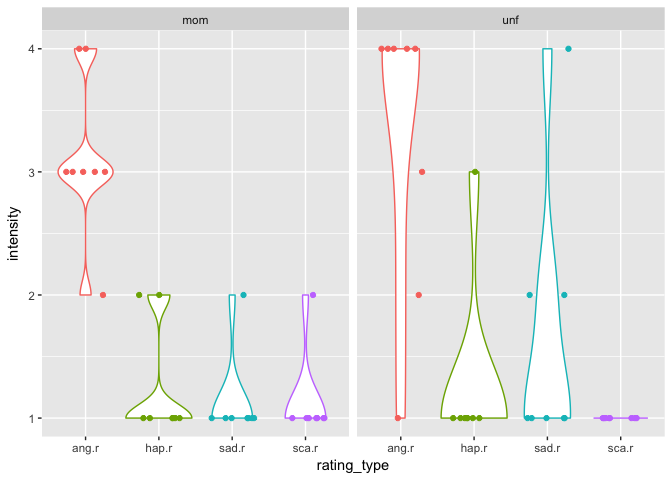 mom unf
4
3
2
1
intensity
ang.r hap.r sad.r sca.r ang.r hap.r sad.r sca.r
rating_type